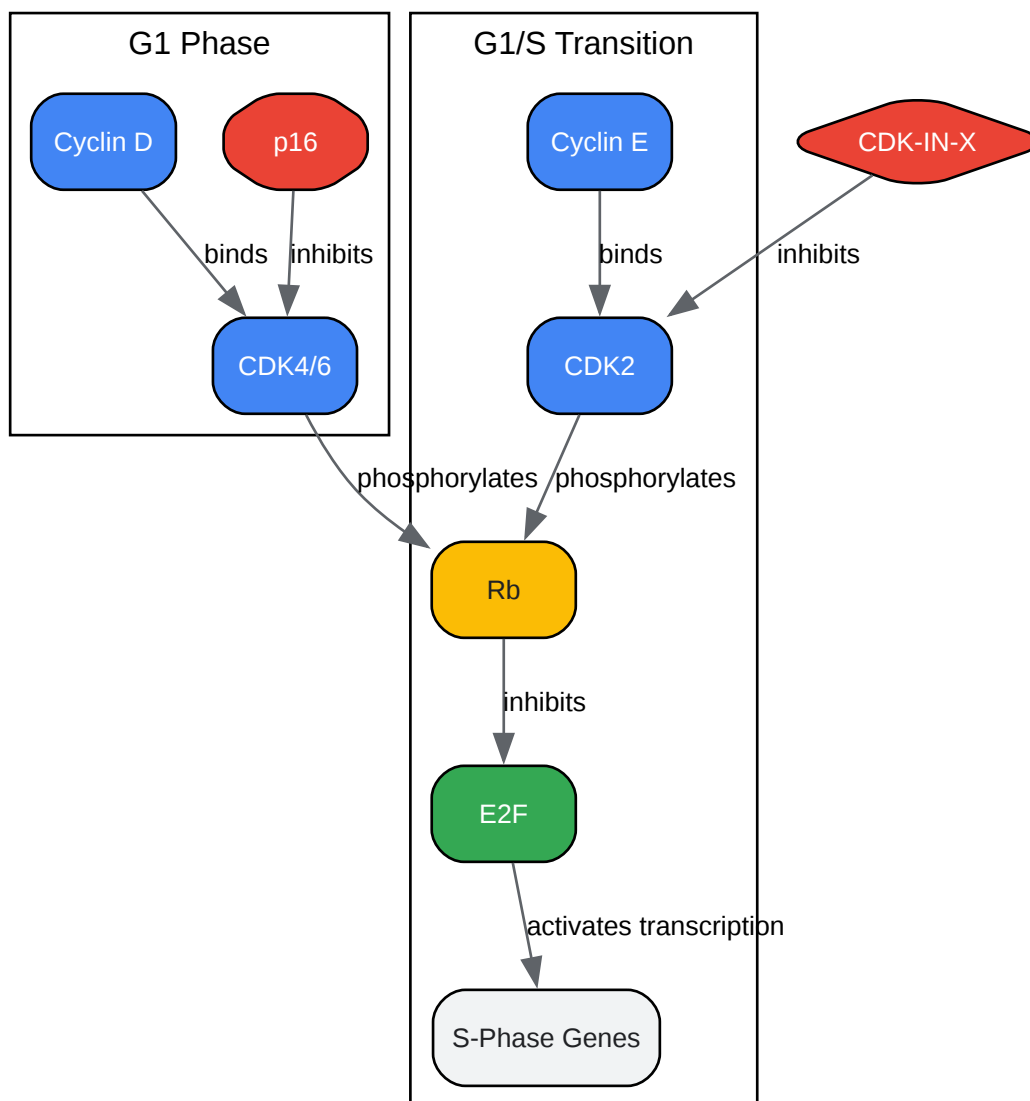 G1 Phase
G1/S Transition
Cyclin D
p16
Cyclin E
CDK-IN-X
binds
inhibits
binds
inhibits
CDK4/6
CDK2
phosphorylates
phosphorylates
Rb
inhibits
E2F
activates transcription
S-Phase Genes